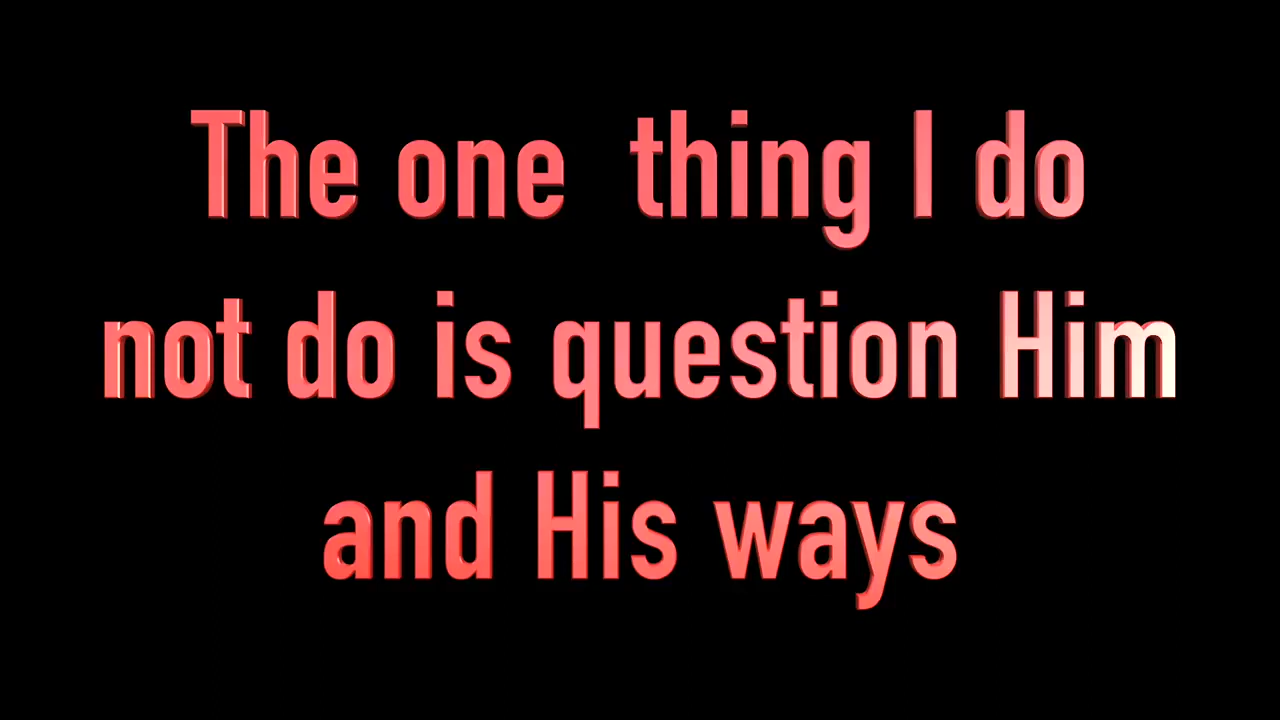 The one  thing I do
not do is question Him
and His ways